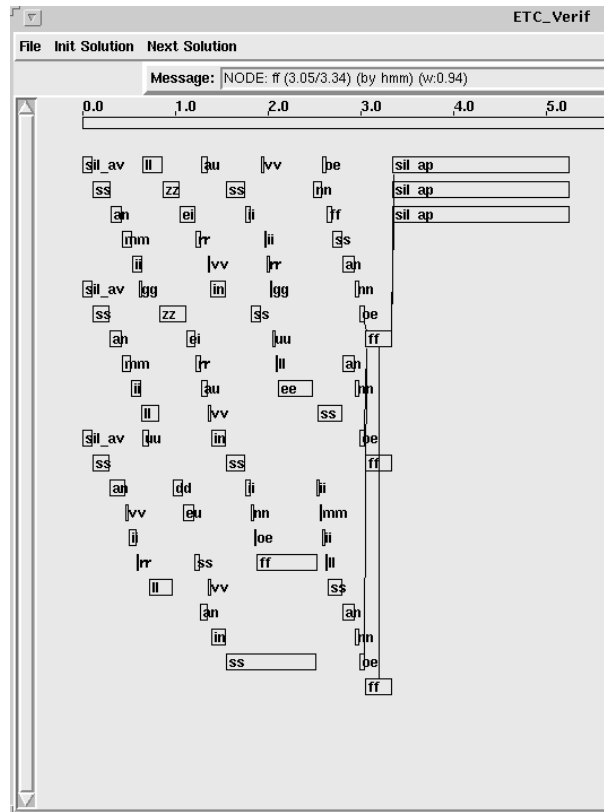 ETC_Verif
File Init Solution Next Solution
Message: NODE: ff (3.05/3.34) (by hmm) (w:0.94)
0.0 1.0 2.0 3.0 4.0 5.0
sil_av ll au vv oe sil ap
ss zz ss nn sil ap
an ei ii ff sil ap
mm rr ii ss
ii vv rr an
sil_av gg in gg nn
ss zz ss oe
an ei uu ff
mm rr ll an
ii au ee nn
ll vv ss
sil_av uu in oe
ss ss ff
an dd ii ii
vv eu nn mm
ii oe ii
rr ss ff ll
ll vv ss
an an
in nn
ss oe
ff